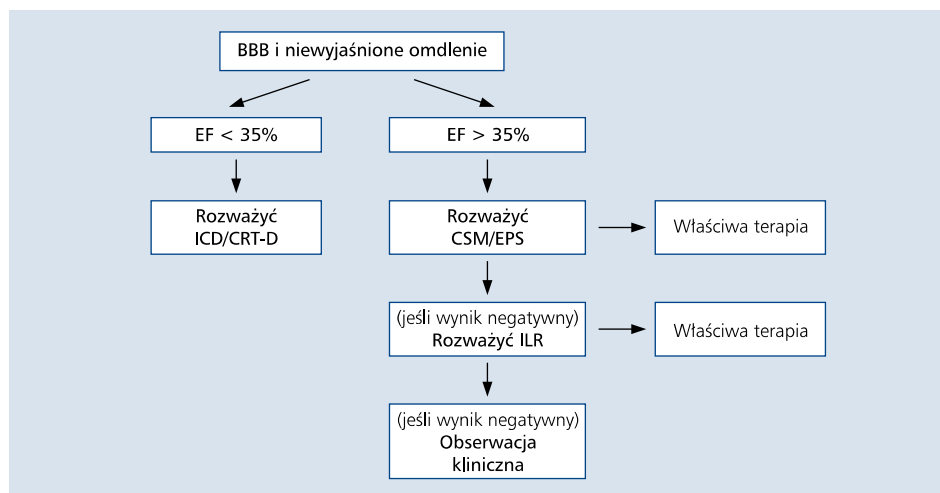 BBB i niewyjaśnione omdlenie
EF < 35%
EF > 35%
Rozważyć
ICD/CRT-D
Rozważyć
CSM/EPS
Właściwa terapia
(jeśli wynik negatywny)
Rozważyć ILR
Właściwa terapia
(jeśli wynik negatywny)
Obserwacja
kliniczna